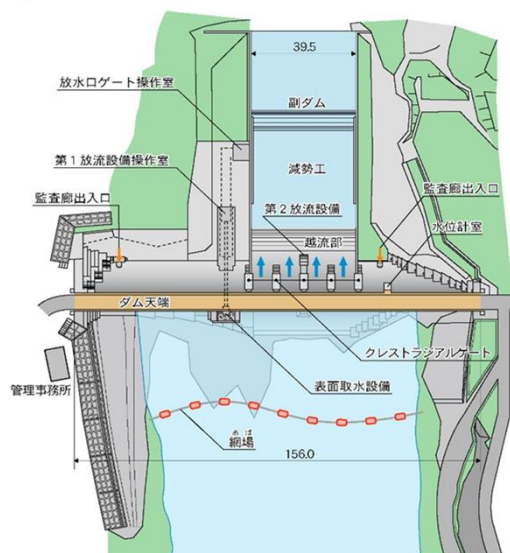 39.5
放水口ゲート操作室
副ダム
第1放流設備操作室
減勢工
監査廊出入口
監査廊出入口
第2放流設備
水位計室
越流部
ダム天端
クレストラジアルゲート
管理事務所
表面取水設備
あば
網場
156.0